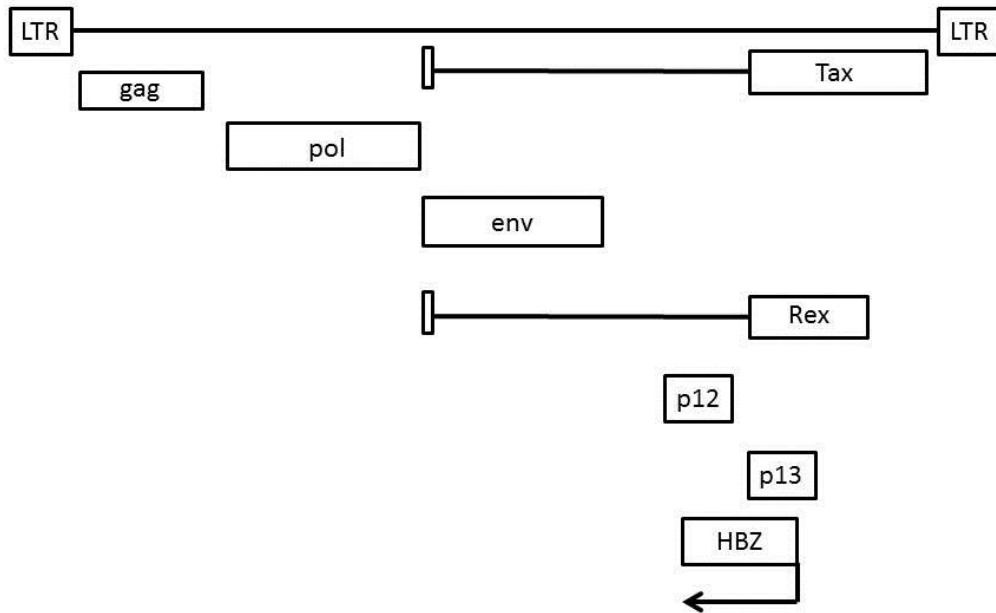 LTR
LTR
Tax
gag
pol
env
Rex
p12
p13
HBZ